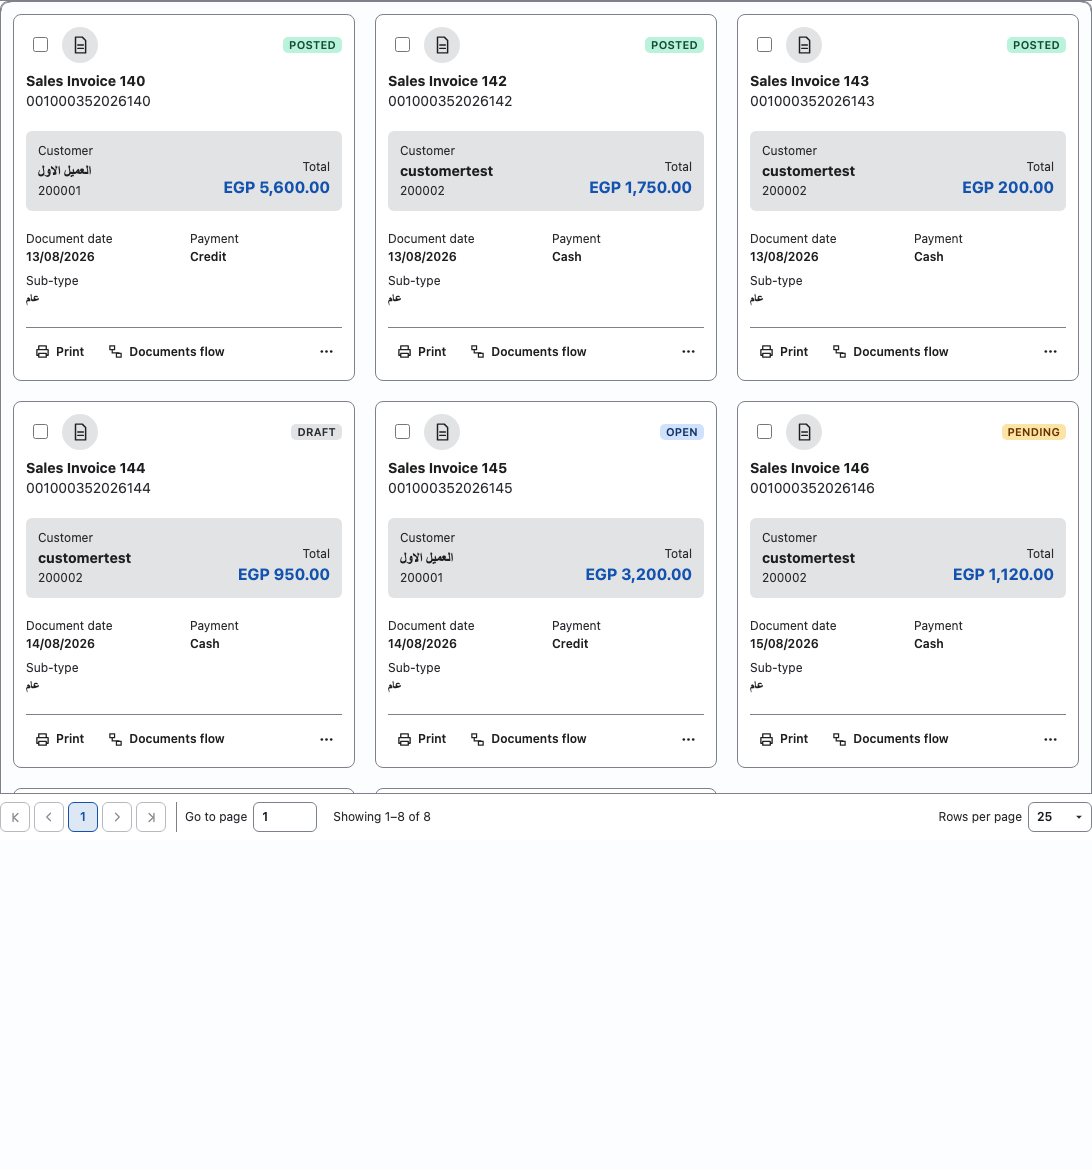 POSTED
Sales Invoice 140
001000352026140
Customer
العميل الاول
200001
Total
EGP 5,600.00
Document date
13/08/2026
Payment
Credit
Sub-type
عام
Print
Documents flow
POSTED
Sales Invoice 142
001000352026142
Customer
customertest
200002
Total
EGP 1,750.00
Document date
13/08/2026
Payment
Cash
Sub-type
عام
Print
Documents flow
POSTED
Sales Invoice 143
001000352026143
Customer
customertest
200002
Total
EGP 200.00
Document date
13/08/2026
Payment
Cash
Sub-type
عام
Print
Documents flow
DRAFT
Sales Invoice 144
001000352026144
Customer
customertest
200002
Total
EGP 950.00
Document date
14/08/2026
Payment
Cash
Sub-type
عام
Print
Documents flow
OPEN
Sales Invoice 145
001000352026145
Customer
العميل الاول
200001
Total
EGP 3,200.00
Document date
14/08/2026
Payment
Credit
Sub-type
عام
Print
Documents flow
PENDING
Sales Invoice 146
001000352026146
Customer
customertest
200002
Total
EGP 1,120.00
Document date
15/08/2026
Payment
Cash
Sub-type
عام
Print
Documents flow
1
Go to page
1
Showing 1–8 of 8
Rows per page
25